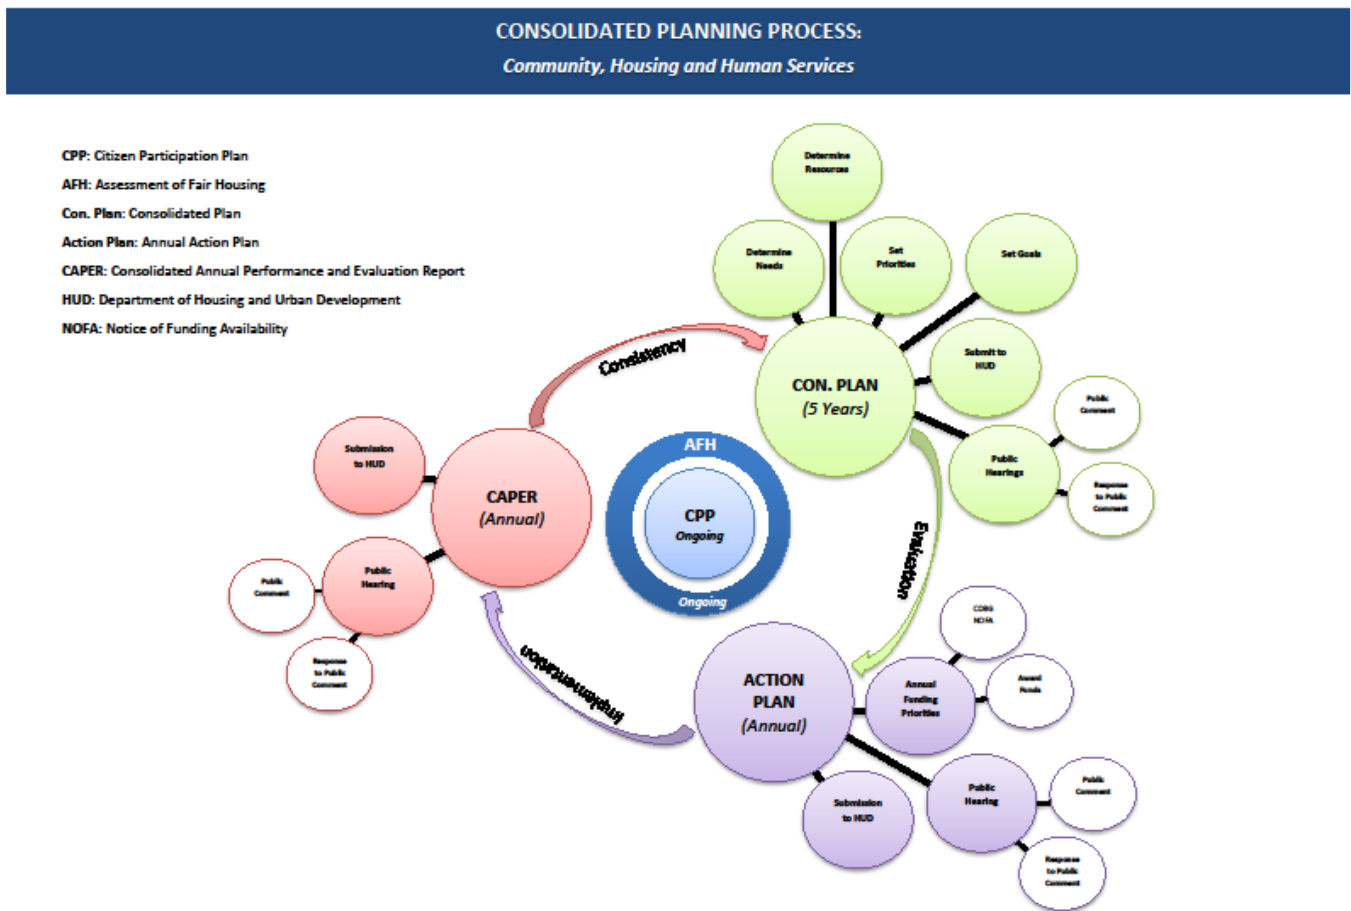 CONSOLIDATED PLANNING PROCESS:
Community, Housing and Human Services
CPP: Citizen Participation Plan
AFH: Assessment of Fair Housing
Con. Plan: Consolidated Plan
Action Plan: Annual Action Plan
CAPER: Consolidated Annual Performance and Evaluation Report
HUD: Department of Housing and Urban Development
NOFA: Notice of Funding Availability
Determine
Resources
Determine
Needs
Set
Priorities
Set Goals
Submit to
HUD
CON. PLAN
(5 Years)
Public
Hearings
Public
Comment
Response
to Public
Comment
Consistency
Evaluation
Implementation
AFH
Ongoing
CPP
Ongoing
CAPER
(Annual)
Submission
to HUD
Public
Hearing
Public
Comment
Response
to Public
Comment
ACTION
PLAN
(Annual)
Annual
Funding
Priorities
CDBG
NOFA
Award
Funds
Public
Hearing
Public
Comment
Response
to Public
Comment
Submission
to HUD